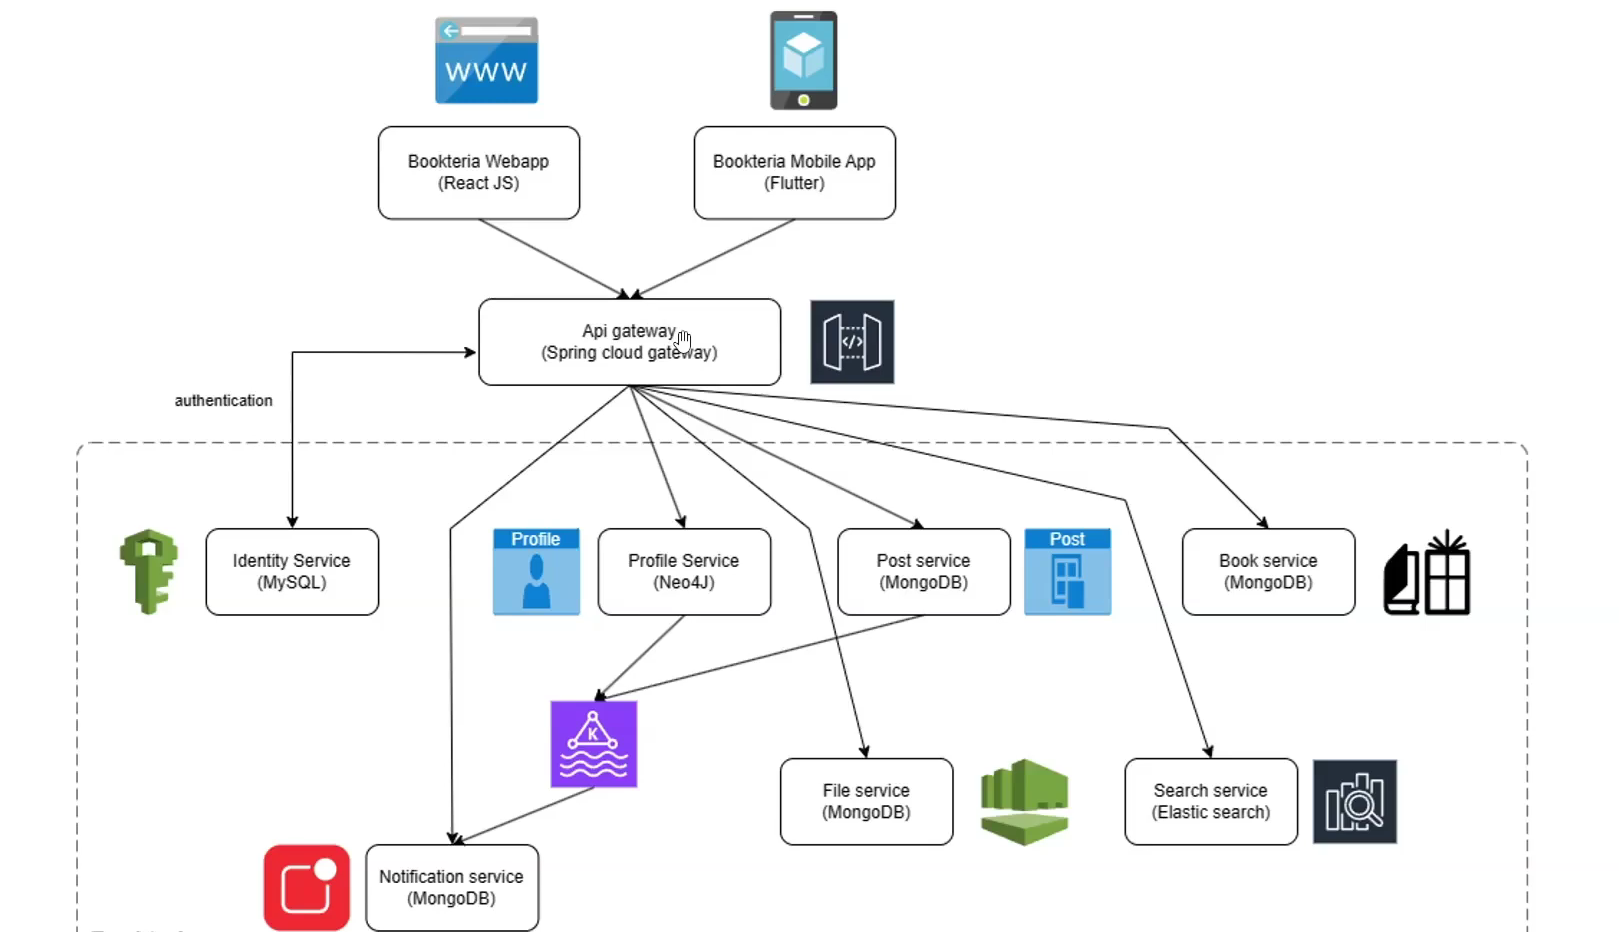 WWW
Bookteria Webapp
(React JS)
Bookteria Mobile App
(Flutter)
Api gateway
(Spring cloud gateway)
</>
authentication
Identity Service
(MySQL)
Profile
Profile Service
(Neo4J)
Post service
(MongoDB)
Post
Book service
(MongoDB)
K
File service
(MongoDB)
Search service
(Elastic search)
Notification service
(MongoDB)